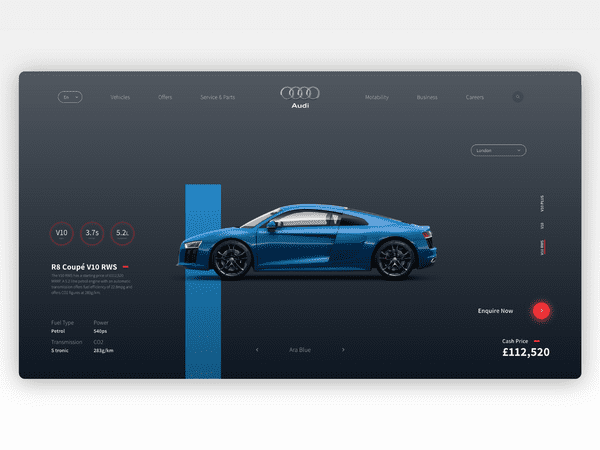 En
Vehicles
Offers
Service & Parts
Audi
Motability
Business
Careers
London
V10
3.7s
5.2L
R8 Coupé V10 RWS
Fuel Type
Power
Petrol
540ps
Transmission
CO2
S tronic
283g/km
Ara Blue
V10 PLUS
V10
V10 RWS
Enquire Now
Cash Price
£112,520